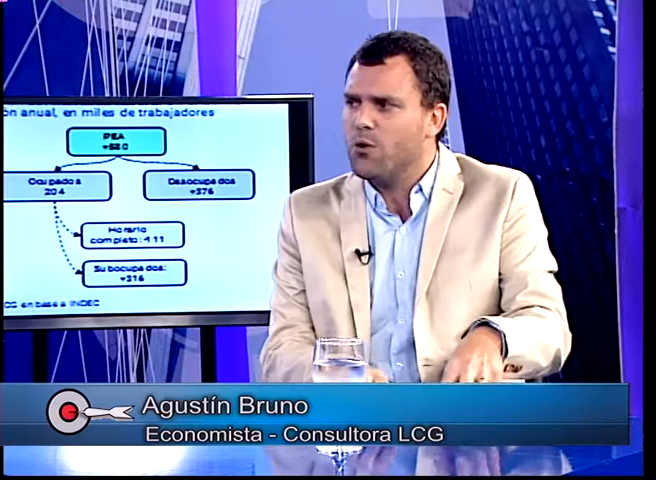 ón anual, en miles de trabajadores
PEA
+580
Ocupados
204
Desocupados
+376
Horario
completo: -111
Subocupados:
+316
OS en base a INDEC
Agustín Bruno
Economista - Consultora LCG